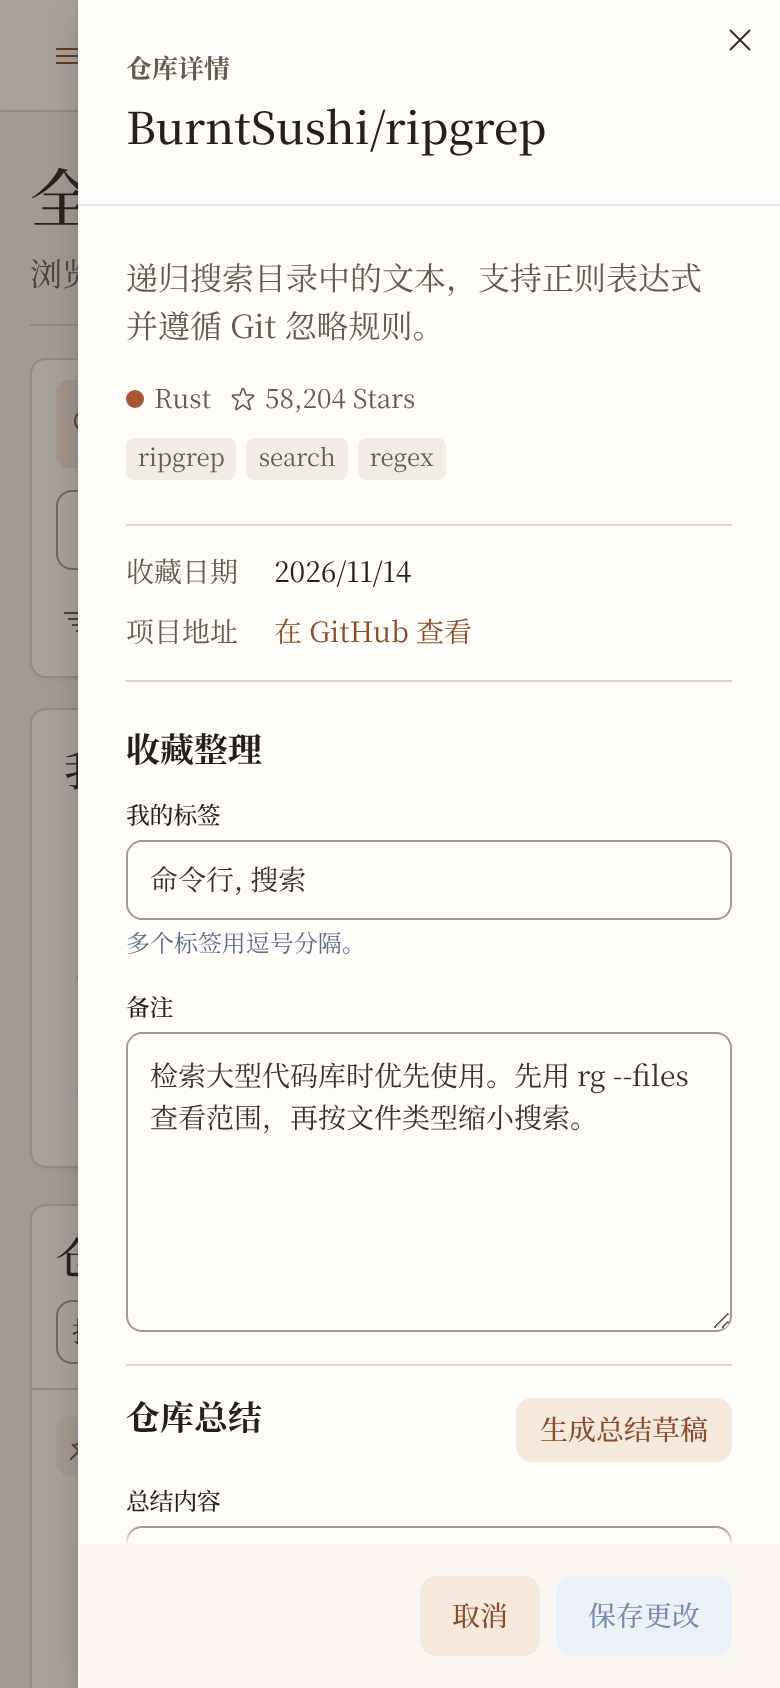 仓库详情
BurntSushi/ripgrep
全
浏览
递归搜索目录中的文本，支持正则表达式
并遵循 Git 忽略规则。
Rust 58,204 Stars
ripgrep search regex
收藏日期 2026/11/14
项目地址 在 GitHub 查看
收藏整理
我的标签
命令行, 搜索
多个标签用逗号分隔。
备注
检索大型代码库时优先使用。先用 rg --files
查看范围，再按文件类型缩小搜索。
仓库总结 生成总结草稿
总结内容
取消 保存更改